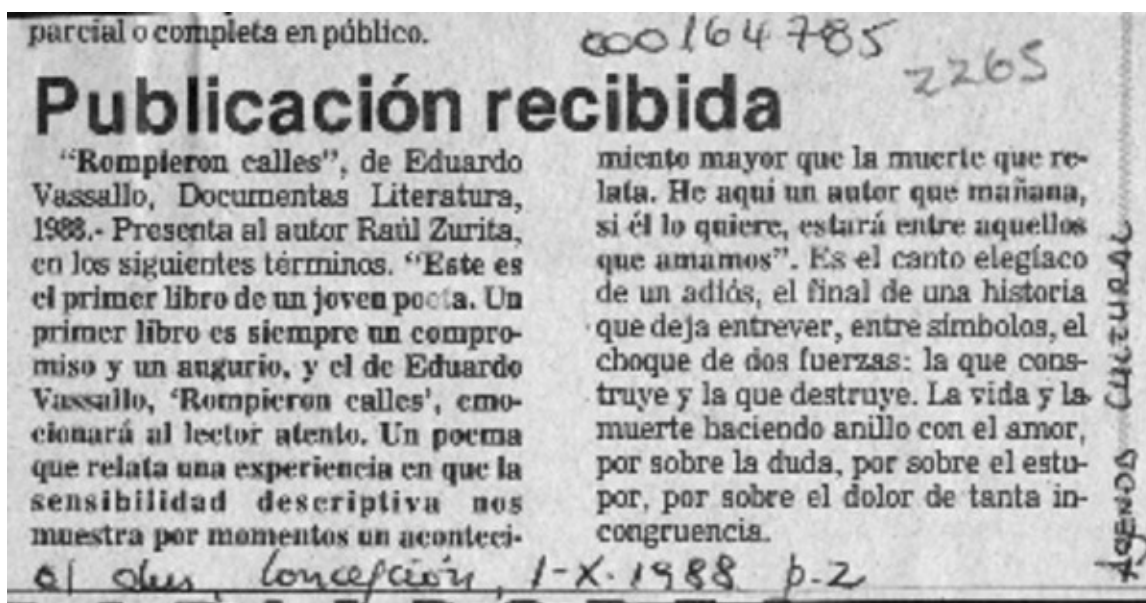 parcial o completa en público.
000164785
2265
Publicación recibida
“Rompieron calles”, de Eduardo
Vassallo, Documentas Literatura,
1988.- Presenta al autor Raúl Zurita,
en los siguientes términos. “Este es
el primer libro de un joven poeta. Un
primer libro es siempre un compro-
miso y un augurio, y el de Eduardo
Vassallo, ‘Rompieron calles’, emo-
cionará al lector atento. Un poema
que relata una experiencia en que la
sensibilidad descriptiva nos
muestra por momentos un aconteci-
miento mayor que la muerte que re-
lata. He aquí un autor que mañana,
si él lo quiere, estará entre aquellos
que amamos”. Es el canto elegíaco
de un adiós, el final de una historia
que deja entrever, entre símbolos, el
choque de dos fuerzas: la que cons-
truye y la que destruye. La vida y la
muerte haciendo anillo con el amor,
por sobre la duda, por sobre el estu-
por, por sobre el dolor de tanta in-
congruencia.
AGENDA CULTURAL
Concepción, 1-X-1988 p.2